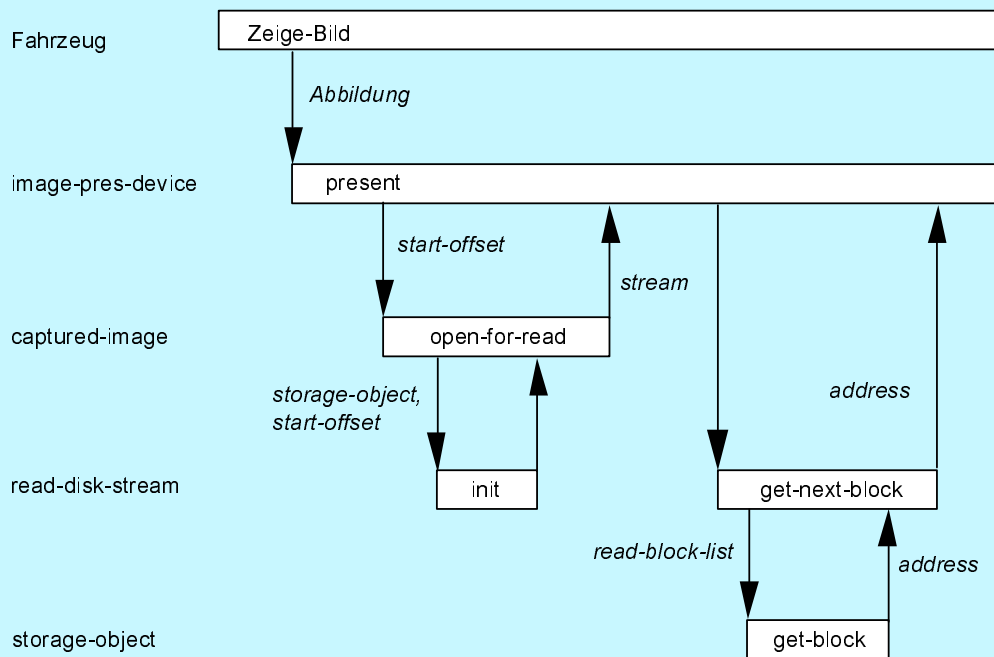 Fahrzeug
Zeige-Bild
Abbildung
image-pres-device
present
start-offset
stream
captured-image
open-for-read
storage-object,
start-offset
address
read-disk-stream
init
get-next-block
read-block-list
address
storage-object
get-block